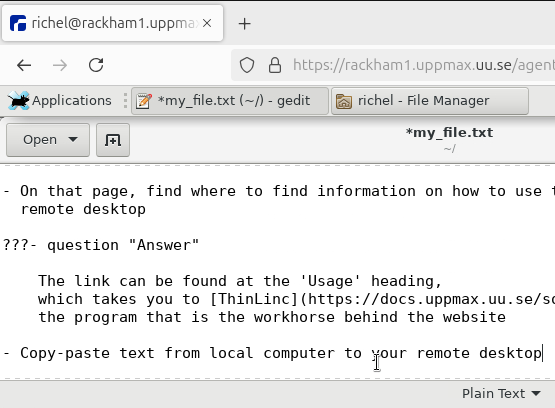 richel@rackham1.uppmax
https://rackham1.uppmax.uu.se/agent
Applications
*my_file.txt (~/) - gedit
richel - File Manager
Open
*my_file.txt
~/
- On that page, find where to find information on how to use t
remote desktop
???- question "Answer"
The link can be found at the 'Usage' heading,
which takes you to [ThinLinc](https://docs.uppmax.uu.se/so
the program that is the workhorse behind the website
- Copy-paste text from local computer to your remote desktop
Plain Text